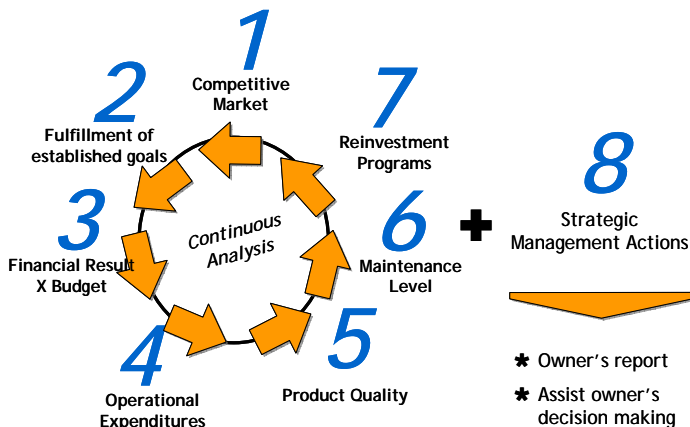 1
Competitive
Market
2
Fulfillment of
established goals
3
Financial Result
X Budget
4
Operational
Expenditures
5
Product Quality
6
Maintenance
Level
7
Reinvestment
Programs
Continuous
Analysis
+
8
Strategic
Management Actions
* Owner's report
* Assist owner's
decision making